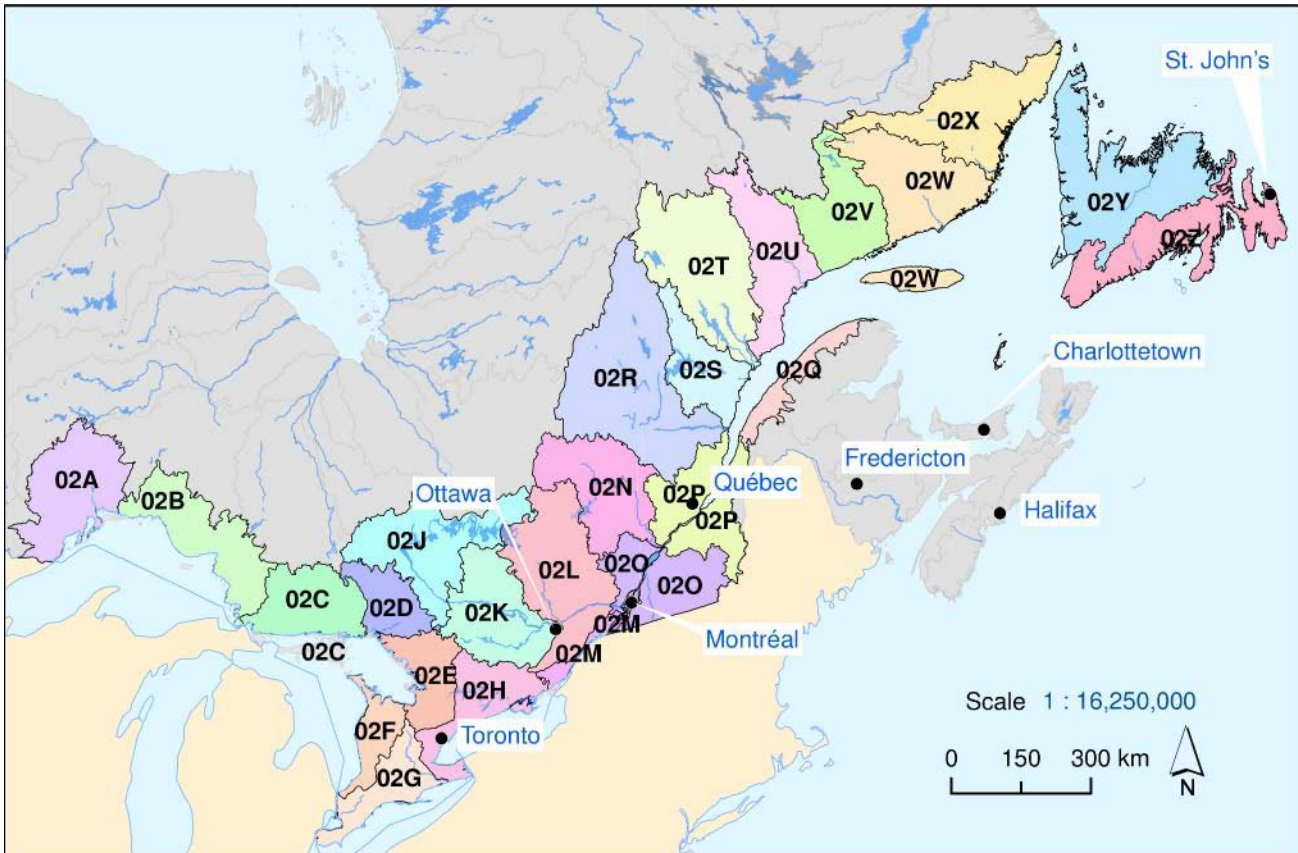 St. John's
02X
02W
02V
02Y
02Z
02U
02T
02W
02S
02R
02Q
Charlottetown
02A
02B
Ottawa
02N
02P
Québec
Fredericton
Halifax
02P
02J
02L
02O
02O
02C
02D
02K
02M
Montréal
02C
02M
02E
02H
02F
Toronto
02G
Scale 1 : 16,250,000
0 150 300 km
N